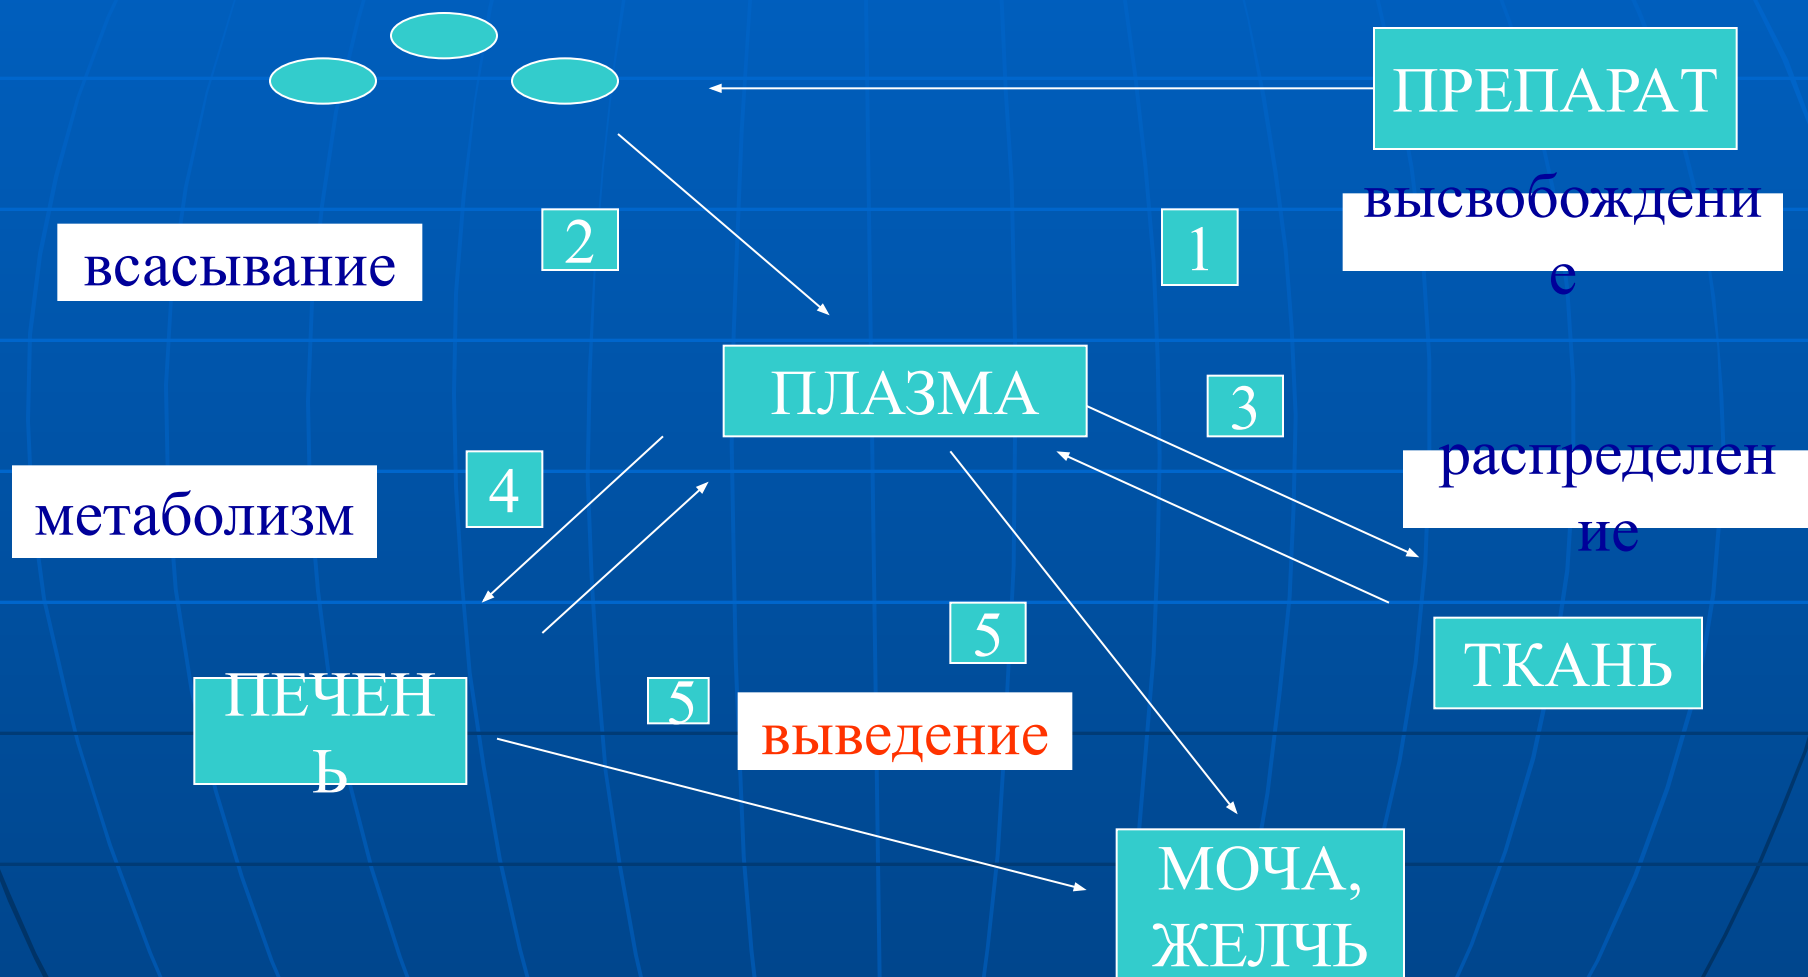 ПРЕПАРАТ
высвобождени
е
1
2
всасывание
ПЛАЗМА
3
распределен
ие
4
метаболизм
5
ТКАНЬ
ПЕЧЕН
Ь
5
выведение
МОЧА,
ЖЕЛЧЬ